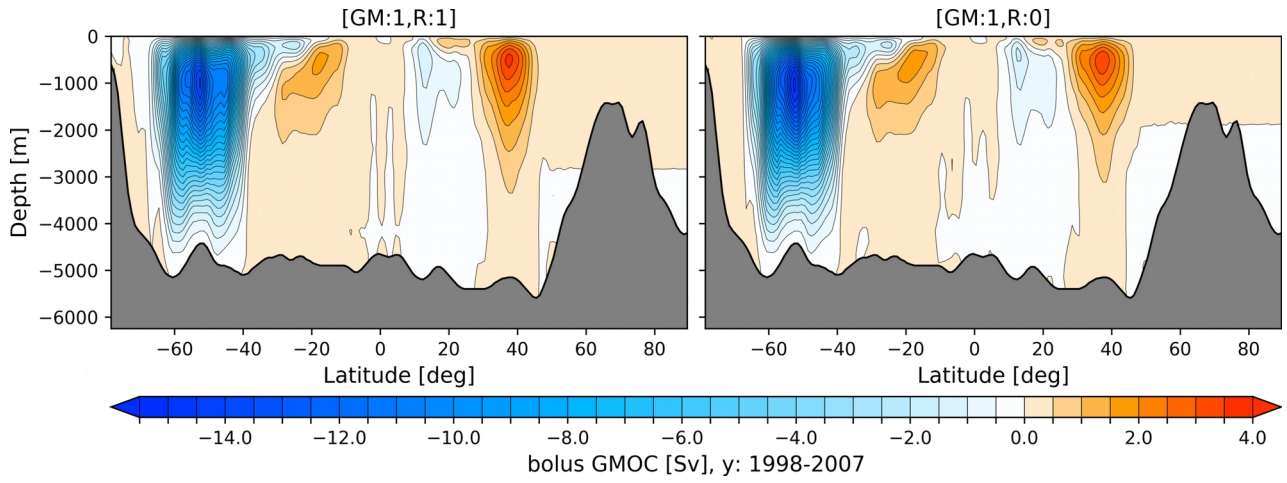 [GM:1,R:1] [GM:1,R:0]
0
−1000
−2000
−3000
−4000
−5000
−6000
Depth [m]
−60 −40 −20 0 20 40 60 80 −60 −40 −20 0 20 40 60 80
Latitude [deg] Latitude [deg]
−14.0 −12.0 −10.0 −8.0 −6.0 −4.0 −2.0 0.0 2.0 4.0
bolus GMOC [Sv], y: 1998-2007